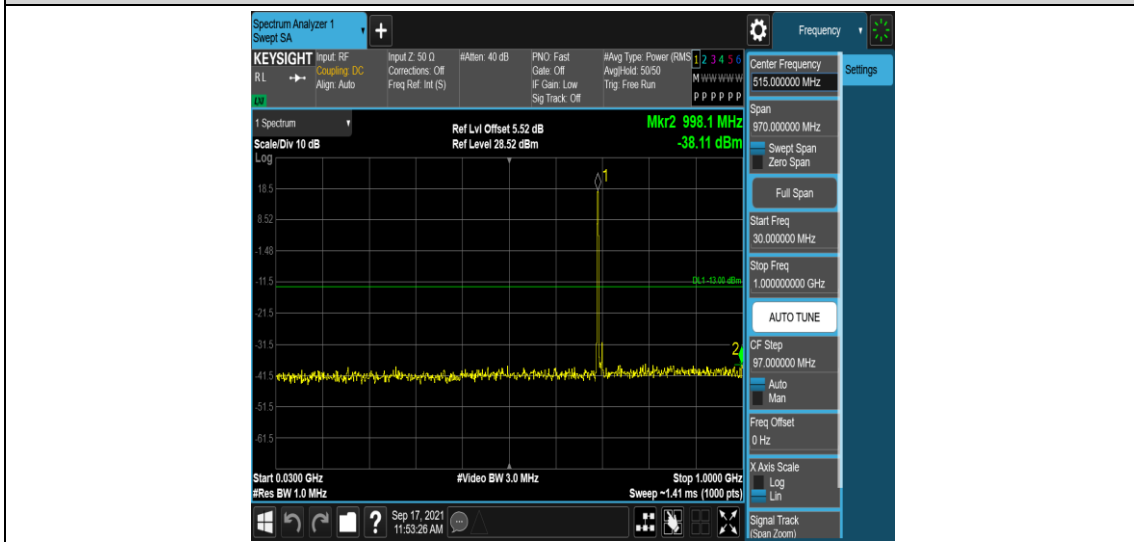 Spectrum Analyzer 1
Swept SA
+
Frequency
KEYSIGHT
RL
LXI
Input: RF
Coupling: DC
Align: Auto
Input Z: 50 Ω
Corrections: Off
Freq Ref: Int (S)
#Atten: 40 dB
PNO: Fast
Gate: Off
IF Gain: Low
Sig Track: Off
#Avg Type: Power (RMS
Avg|Hold: 50/50
Trig: Free Run
1 2 3 4 5 6
M W W W W W
P P P P P P
Center Frequency
515.000000 MHz
Settings
1 Spectrum
Scale/Div 10 dB
Ref Lvl Offset 5.52 dB
Ref Level 28.52 dBm
Mkr2 998.1 MHz
-38.11 dBm
Span
970.000000 MHz
Swept Span
Zero Span
Full Span
Start Freq
30.000000 MHz
Stop Freq
1.000000000 GHz
AUTO TUNE
CF Step
97.000000 MHz
Auto
Man
Freq Offset
0 Hz
X Axis Scale
Log
Lin
Signal Track
(Span Zoom)
Log
1
18.5
8.52
-1.48
-11.5
DL1 -13.00 dBm
-21.5
-31.5
2
-41.5
-51.5
-61.5
Start 0.0300 GHz
#Res BW 1.0 MHz
#Video BW 3.0 MHz
Stop 1.0000 GHz
Sweep ~1.41 ms (1000 pts)
?
Sep 17, 2021
11:53:26 AM